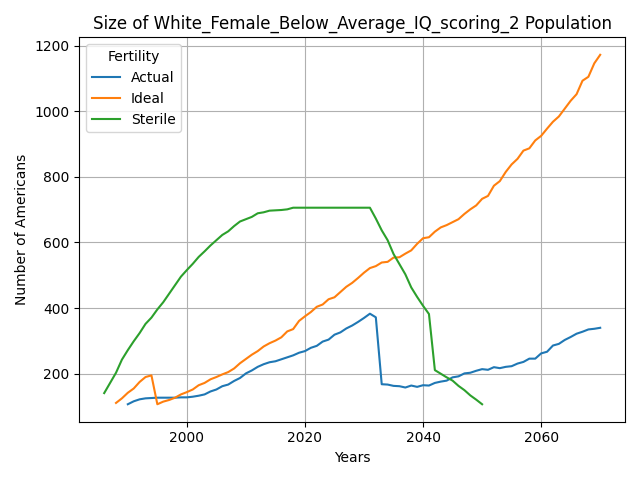 Size of White_Female_Below_Average_IQ_scoring_2 Population
Fertility
Actual
Ideal
Sterile
1200
1000
800
600
400
200
Number of Americans
2000
2020
2040
2060
Years